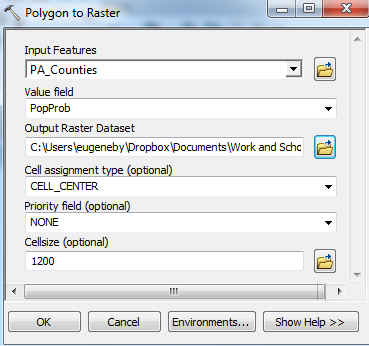 Polygon to Raster
Input Features
PA_Counties
Value field
PopProb
Output Raster Dataset
C:\Users\eugeneby\Dropbox\Documents\Work and Scho
Cell assignment type (optional)
CELL_CENTER
Priority field (optional)
NONE
Cellsize (optional)
1200
OK
Cancel
Environments...
Show Help >>